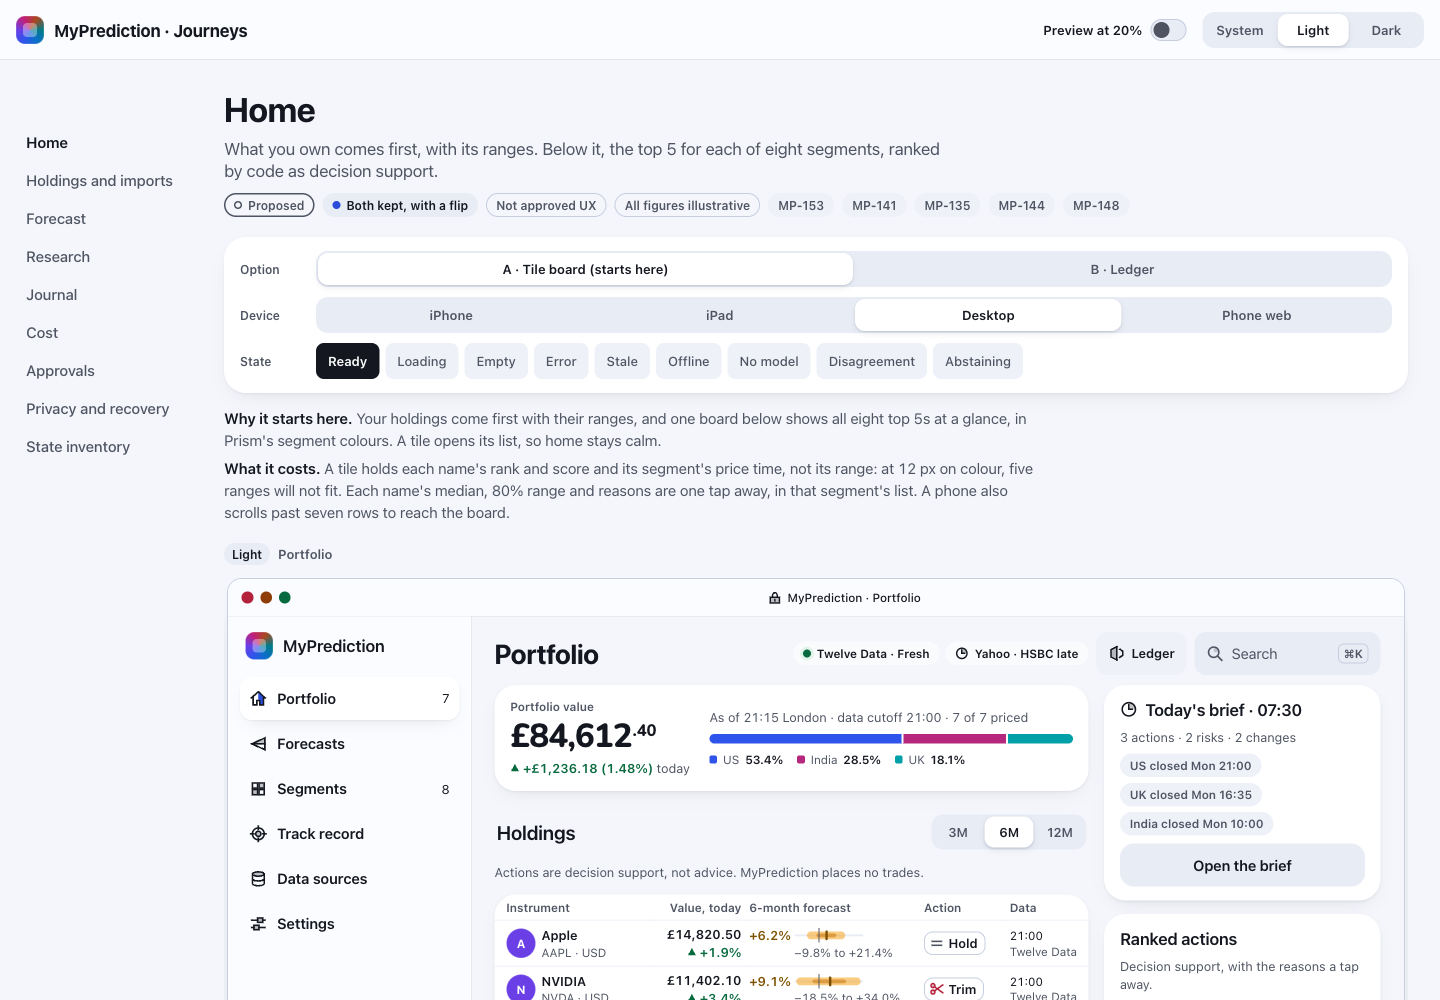 MyPrediction · Journeys
Preview at 20%
System
Light
Dark
Home
Holdings and imports
Forecast
Research
Journal
Cost
Approvals
Privacy and recovery
State inventory
Home
What you own comes first, with its ranges. Below it, the top 5 for each of eight segments, ranked
by code as decision support.
Proposed
Both kept, with a flip
Not approved UX
All figures illustrative
MP-153
MP-141
MP-135
MP-144
MP-148
Option
A · Tile board (starts here)
B · Ledger
Device
iPhone
iPad
Desktop
Phone web
State
Ready
Loading
Empty
Error
Stale
Offline
No model
Disagreement
Abstaining
Why it starts here. Your holdings come first with their ranges, and one board below shows all eight top 5s at a glance, in
Prism's segment colours. A tile opens its list, so home stays calm.
What it costs. A tile holds each name's rank and score and its segment's price time, not its range: at 12 px on colour, five
ranges will not fit. Each name's median, 80% range and reasons are one tap away, in that segment's list. A phone also
scrolls past seven rows to reach the board.
Light
Portfolio
MyPrediction · Portfolio
MyPrediction
Portfolio
7
Forecasts
Segments
8
Track record
Data sources
Settings
Portfolio
Twelve Data · Fresh
Yahoo · HSBC late
Ledger
Search
⌘K
Portfolio value
£84,612.40
+£1,236.18 (1.48%) today
As of 21:15 London · data cutoff 21:00 · 7 of 7 priced
US 53.4%
India 28.5%
UK 18.1%
Holdings
3M
6M
12M
Actions are decision support, not advice. MyPrediction places no trades.
Instrument
Value, today
6-month forecast
Action
Data
A
Apple
AAPL · USD
£14,820.50
+1.9%
+6.2%
−9.8% to +21.4%
Hold
21:00
Twelve Data
N
NVIDIA
NVDA · USD
£11,402.10
+3.4%
+9.1%
−18.5% to +34.0%
Trim
21:00
Twelve Data
Today's brief · 07:30
3 actions · 2 risks · 2 changes
US closed Mon 21:00
UK closed Mon 16:35
India closed Mon 10:00
Open the brief
Ranked actions
Decision support, with the reasons a tap
away.